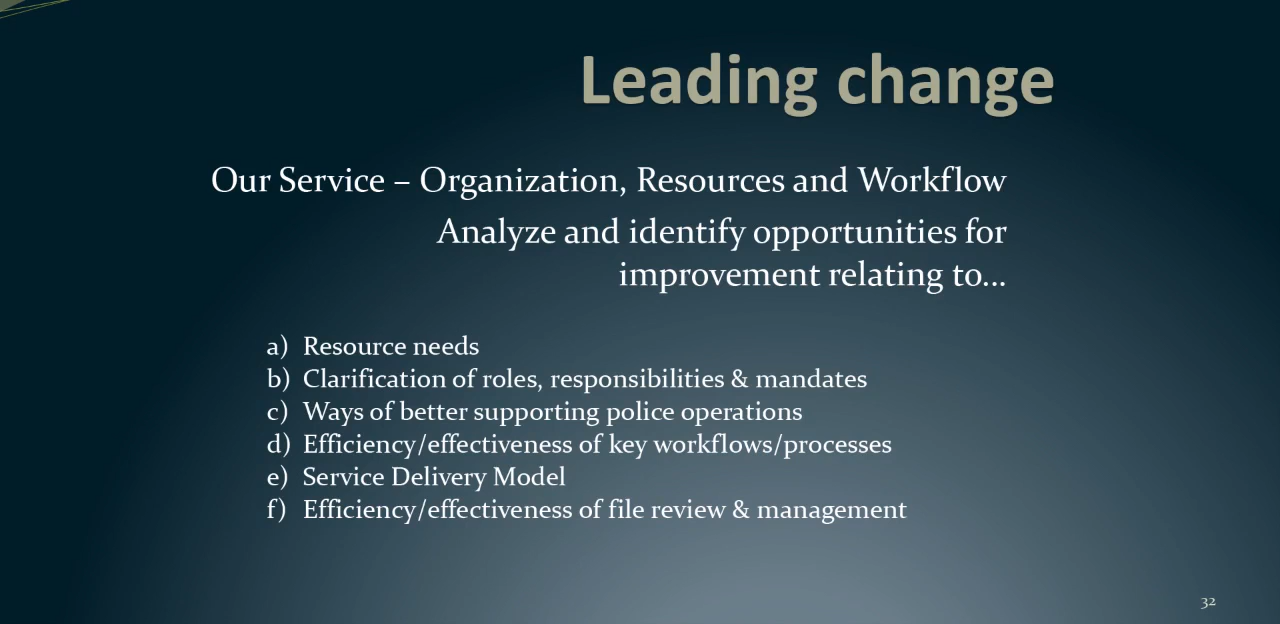 Leading change
Our Service – Organization, Resources and Workflow
Analyze and identify opportunities for
improvement relating to...
a) Resource needs
b) Clarification of roles, responsibilities & mandates
c) Ways of better supporting police operations
d) Efficiency/effectiveness of key workflows/processes
e) Service Delivery Model
f) Efficiency/effectiveness of file review & management
32